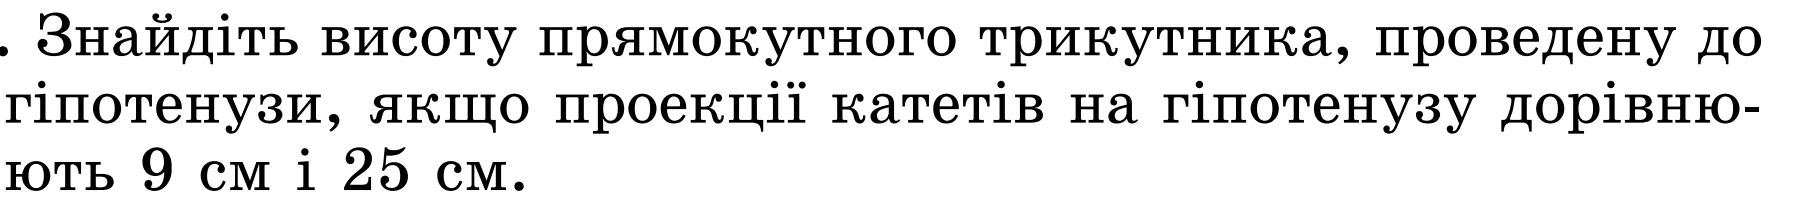 . Знайдіть висоту прямокутного трикутника, проведену до
гіпотенузи, якщо проекції катетів на гіпотенузу дорівню-
ють 9 см і 25 см.